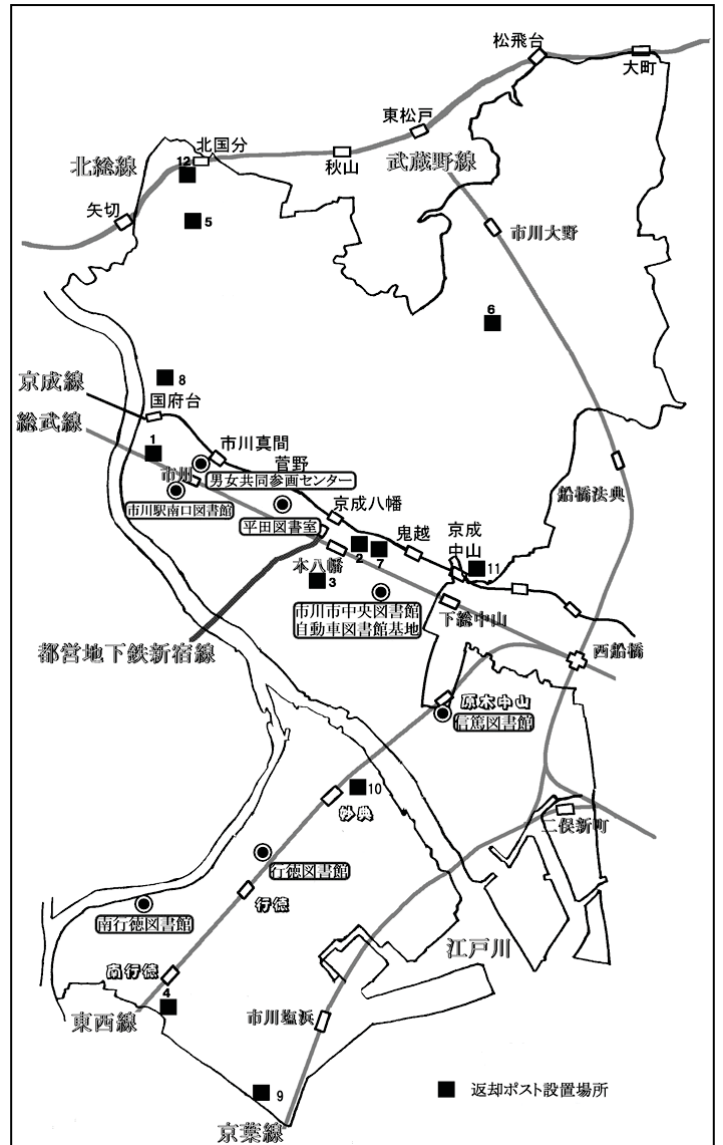 松飛台
大町
東松戸
北国分
12
北総線
秋山
武蔵野線
矢切
5
市川大野
6
8
京成線
国府台
総武線
1
市川真間
菅野
市川
男女共同参画センター
船橋法典
市川駅南口図書館
京成八幡
平田図書室
鬼越
京成
中山
2
7
11
本八幡
3
市川市中央図書館
自動車図書館基地
下総中山
都営地下鉄新宿線
西船橋
原木中山
信篤図書館
10
妙典
二俣新町
行徳図書館
行徳
南行徳図書館
江戸川
南行徳
4
東西線
市川塩浜
9
返却ポスト設置場所
京葉線